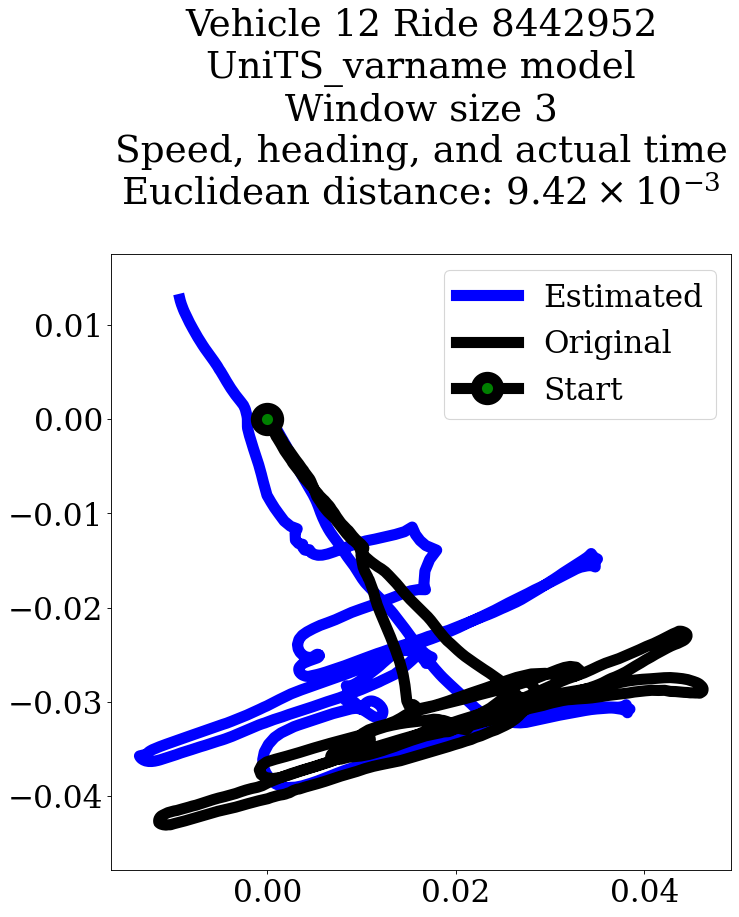 Vehicle 12 Ride 8442952
UniTS_varname model
Window size 3
Speed, heading, and actual time
Euclidean distance: 9.42 × 10⁻³
Estimated
Original
Start
0.01
0.00
−0.01
−0.02
−0.03
−0.04
0.00
0.02
0.04